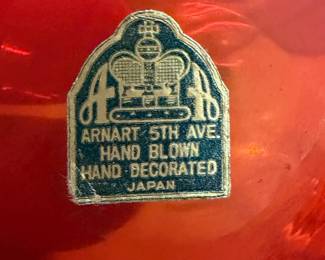 A A
ARNART 5TH AVE.
HAND BLOWN
HAND DECORATED
JAPAN